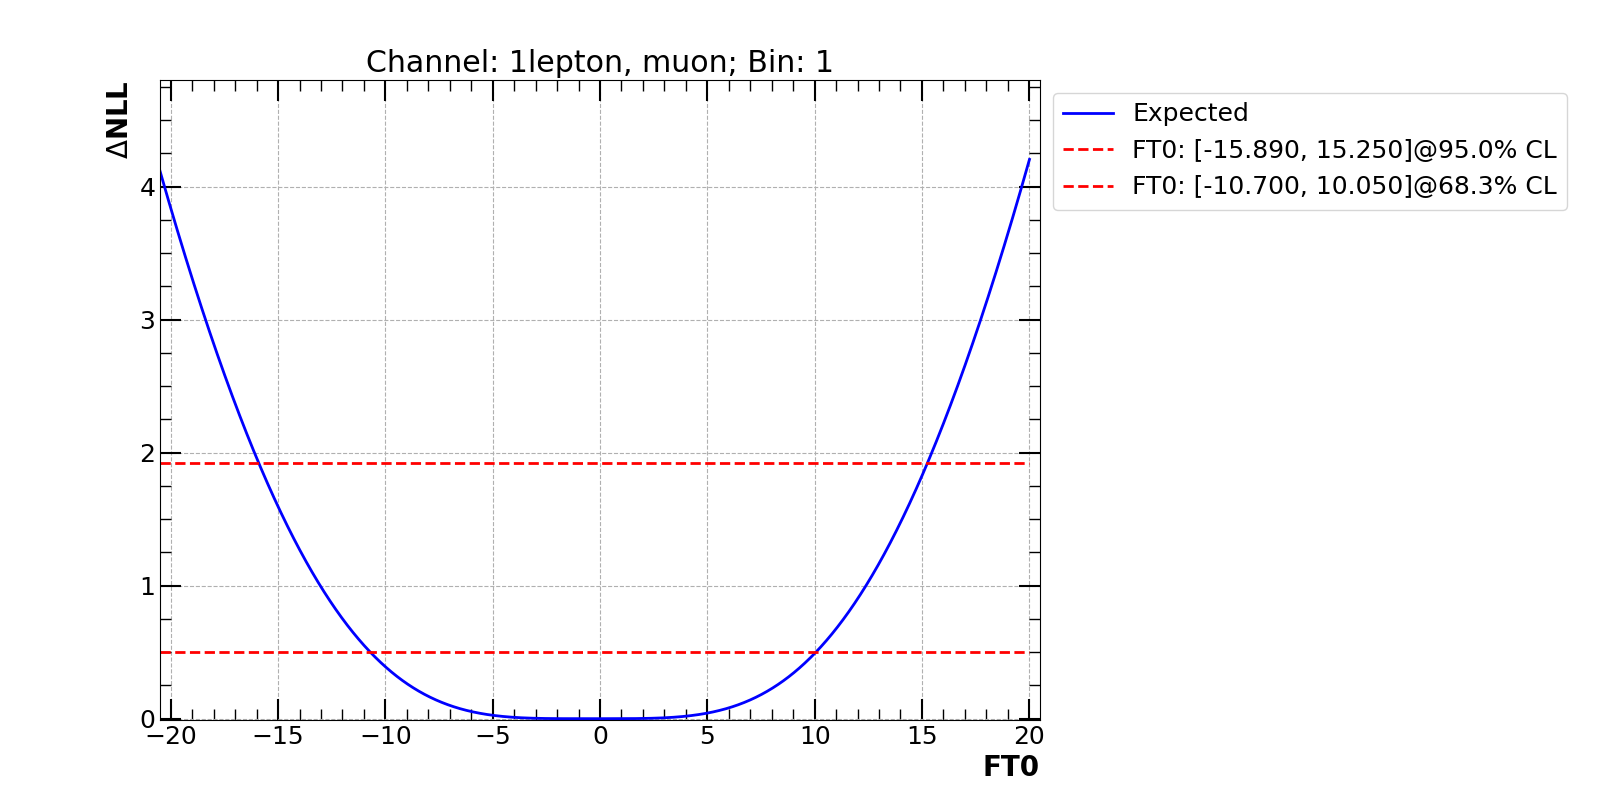 Channel: 1lepton, muon; Bin: 1
ΔNLL
4
3
2
1
0
−20 −15 −10 −5 0 5 10 15 20
FT0
Expected
FT0: [-15.890, 15.250]@95.0% CL
FT0: [-10.700, 10.050]@68.3% CL